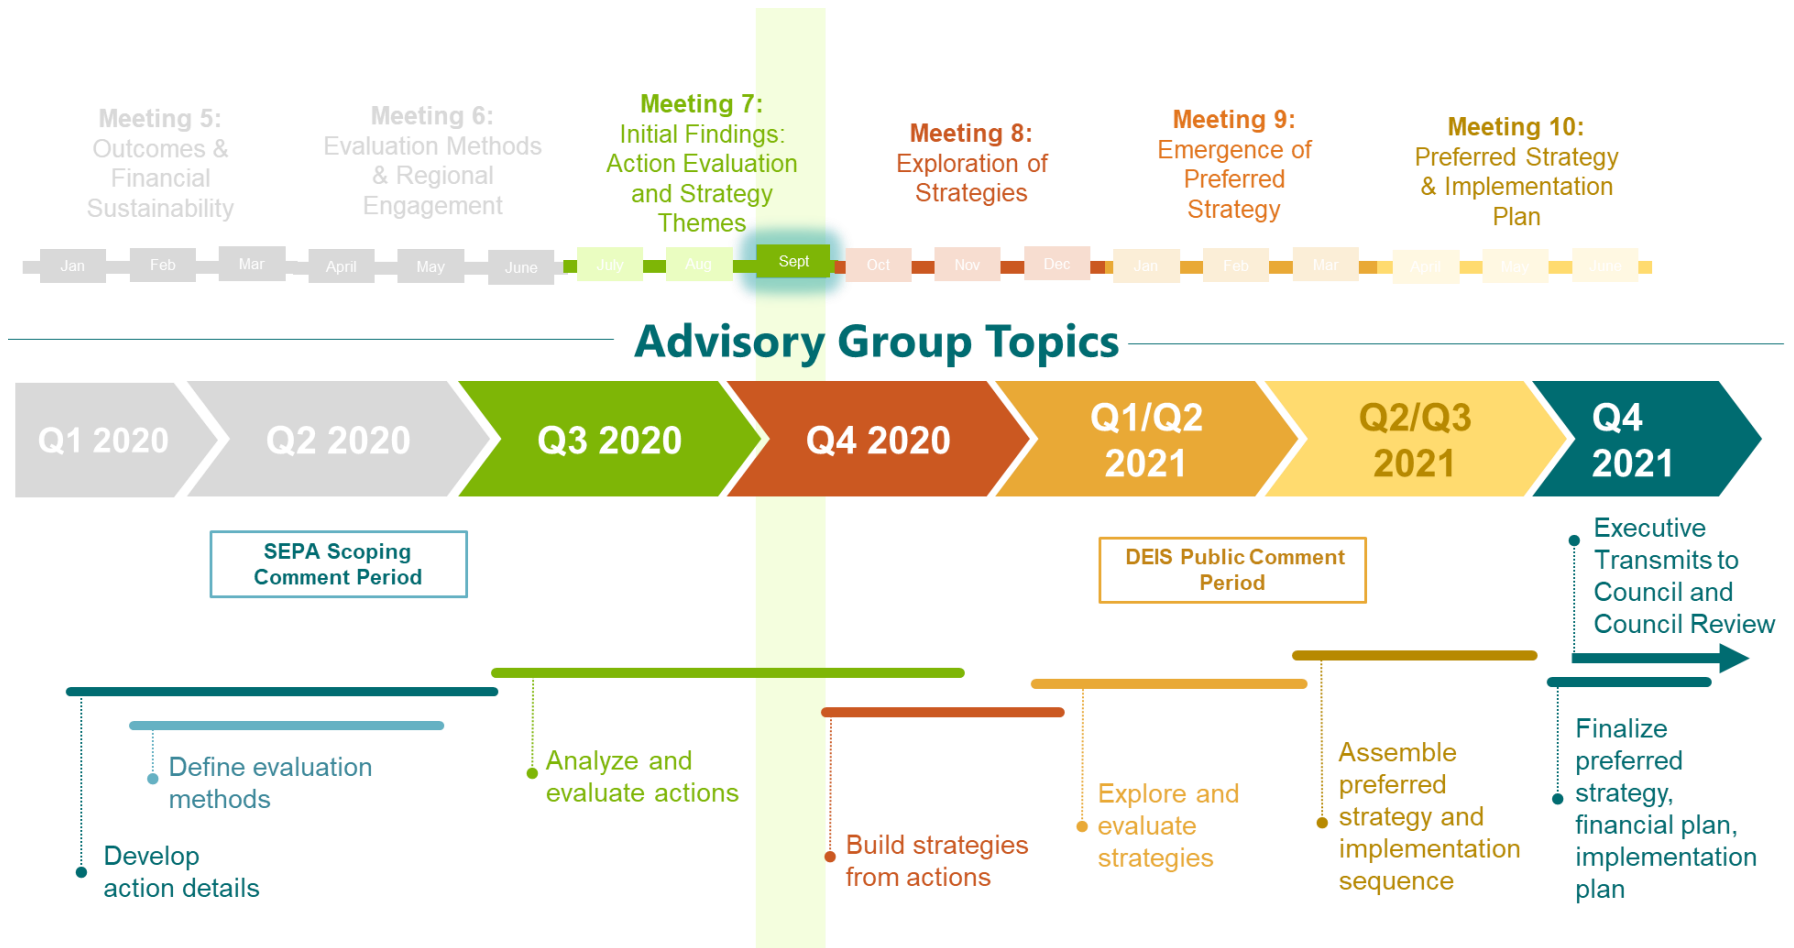 Meeting 5:
Outcomes &
Financial
Sustainability
Meeting 6:
Evaluation Methods
& Regional
Engagement
Meeting 7:
Initial Findings:
Action Evaluation
and Strategy
Themes
Meeting 8:
Exploration of
Strategies
Meeting 9:
Emergence of
Preferred
Strategy
Meeting 10:
Preferred Strategy
& Implementation
Plan
Jan
Feb
Mar
April
May
June
July
Aug
Sept
Oct
Nov
Dec
Jan
Feb
Mar
April
May
June
Advisory Group Topics
Q1 2020
Q2 2020
Q3 2020
Q4 2020
Q1/Q2
2021
Q2/Q3
2021
Q4
2021
SEPA Scoping
Comment Period
DEIS Public Comment
Period
Executive
Transmits to
Council and
Council Review
Develop
action details
Define evaluation
methods
Analyze and
evaluate actions
Build strategies
from actions
Explore and
evaluate
strategies
Assemble
preferred
strategy and
implementation
sequence
Finalize
preferred
strategy,
financial plan,
implementation
plan